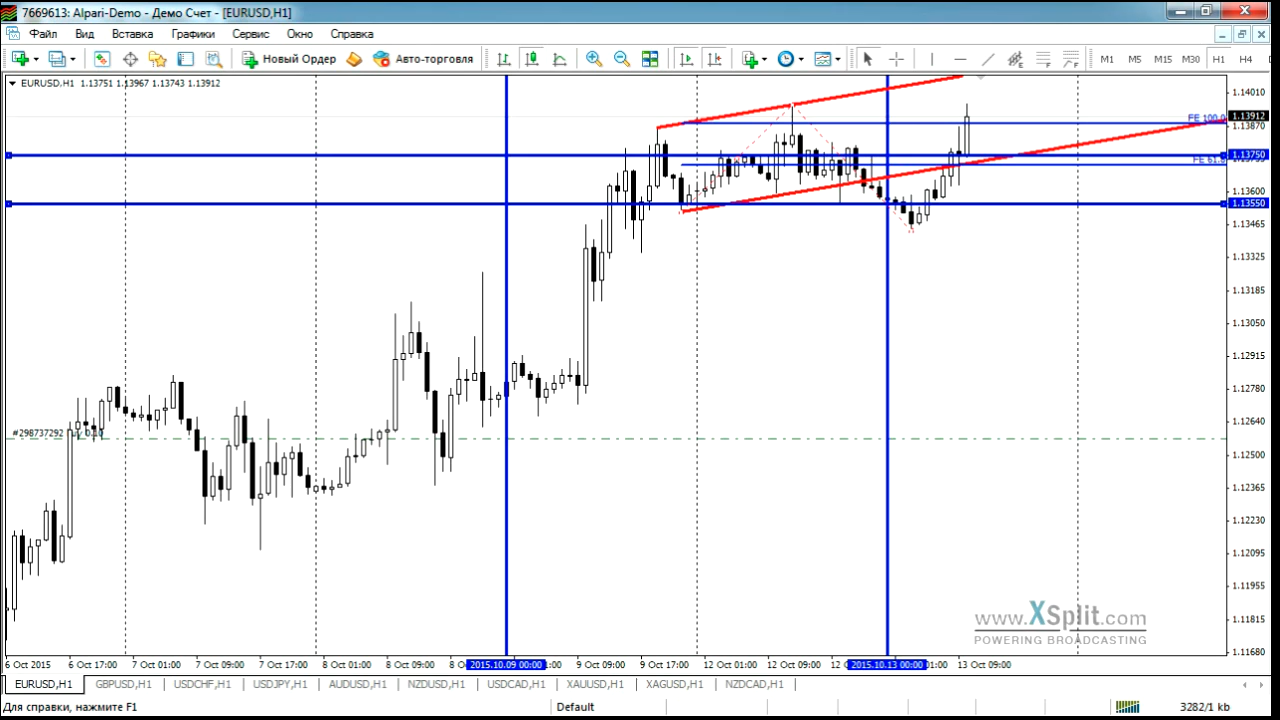 7669613: Alpari-Demo - Демо Счет - [EURUSD,H1]
Файл Вид Вставка Графики Сервис Окно Справка
Новый Ордер Авто-торговля M1 M5 M15 M30 H1 H4
EURUSD,H1 1.13751 1.13967 1.13743 1.13912
1.14010
1.13912
FE 100.0
1.13870
1.13750
FE 61.8
1.13600
1.13550
1.13465
1.13325
1.13185
1.13050
1.12915
1.12780
1.12640
#298737292 buy 0.10
1.12500
1.12365
1.12230
1.12095
1.11955
1.11815
1.11680
www.XSplit.com
POWERING BROADCASTING
6 Oct 2015 6 Oct 17:00 7 Oct 01:00 7 Oct 09:00 7 Oct 17:00 8 Oct 01:00 8 Oct 09:00 8 2015.10.09 00:00 9 Oct 09:00 9 Oct 17:00 12 Oct 01:00 12 Oct 09:00 12 2015.10.13 00:00 13 Oct 09:00
EURUSD,H1 GBPUSD,H1 USDCHF,H1 USDJPY,H1 AUDUSD,H1 NZDUSD,H1 USDCAD,H1 XAUUSD,H1 XAGUSD,H1 NZDCAD,H1
Для справки, нажмите F1 Default 3282/1 kb